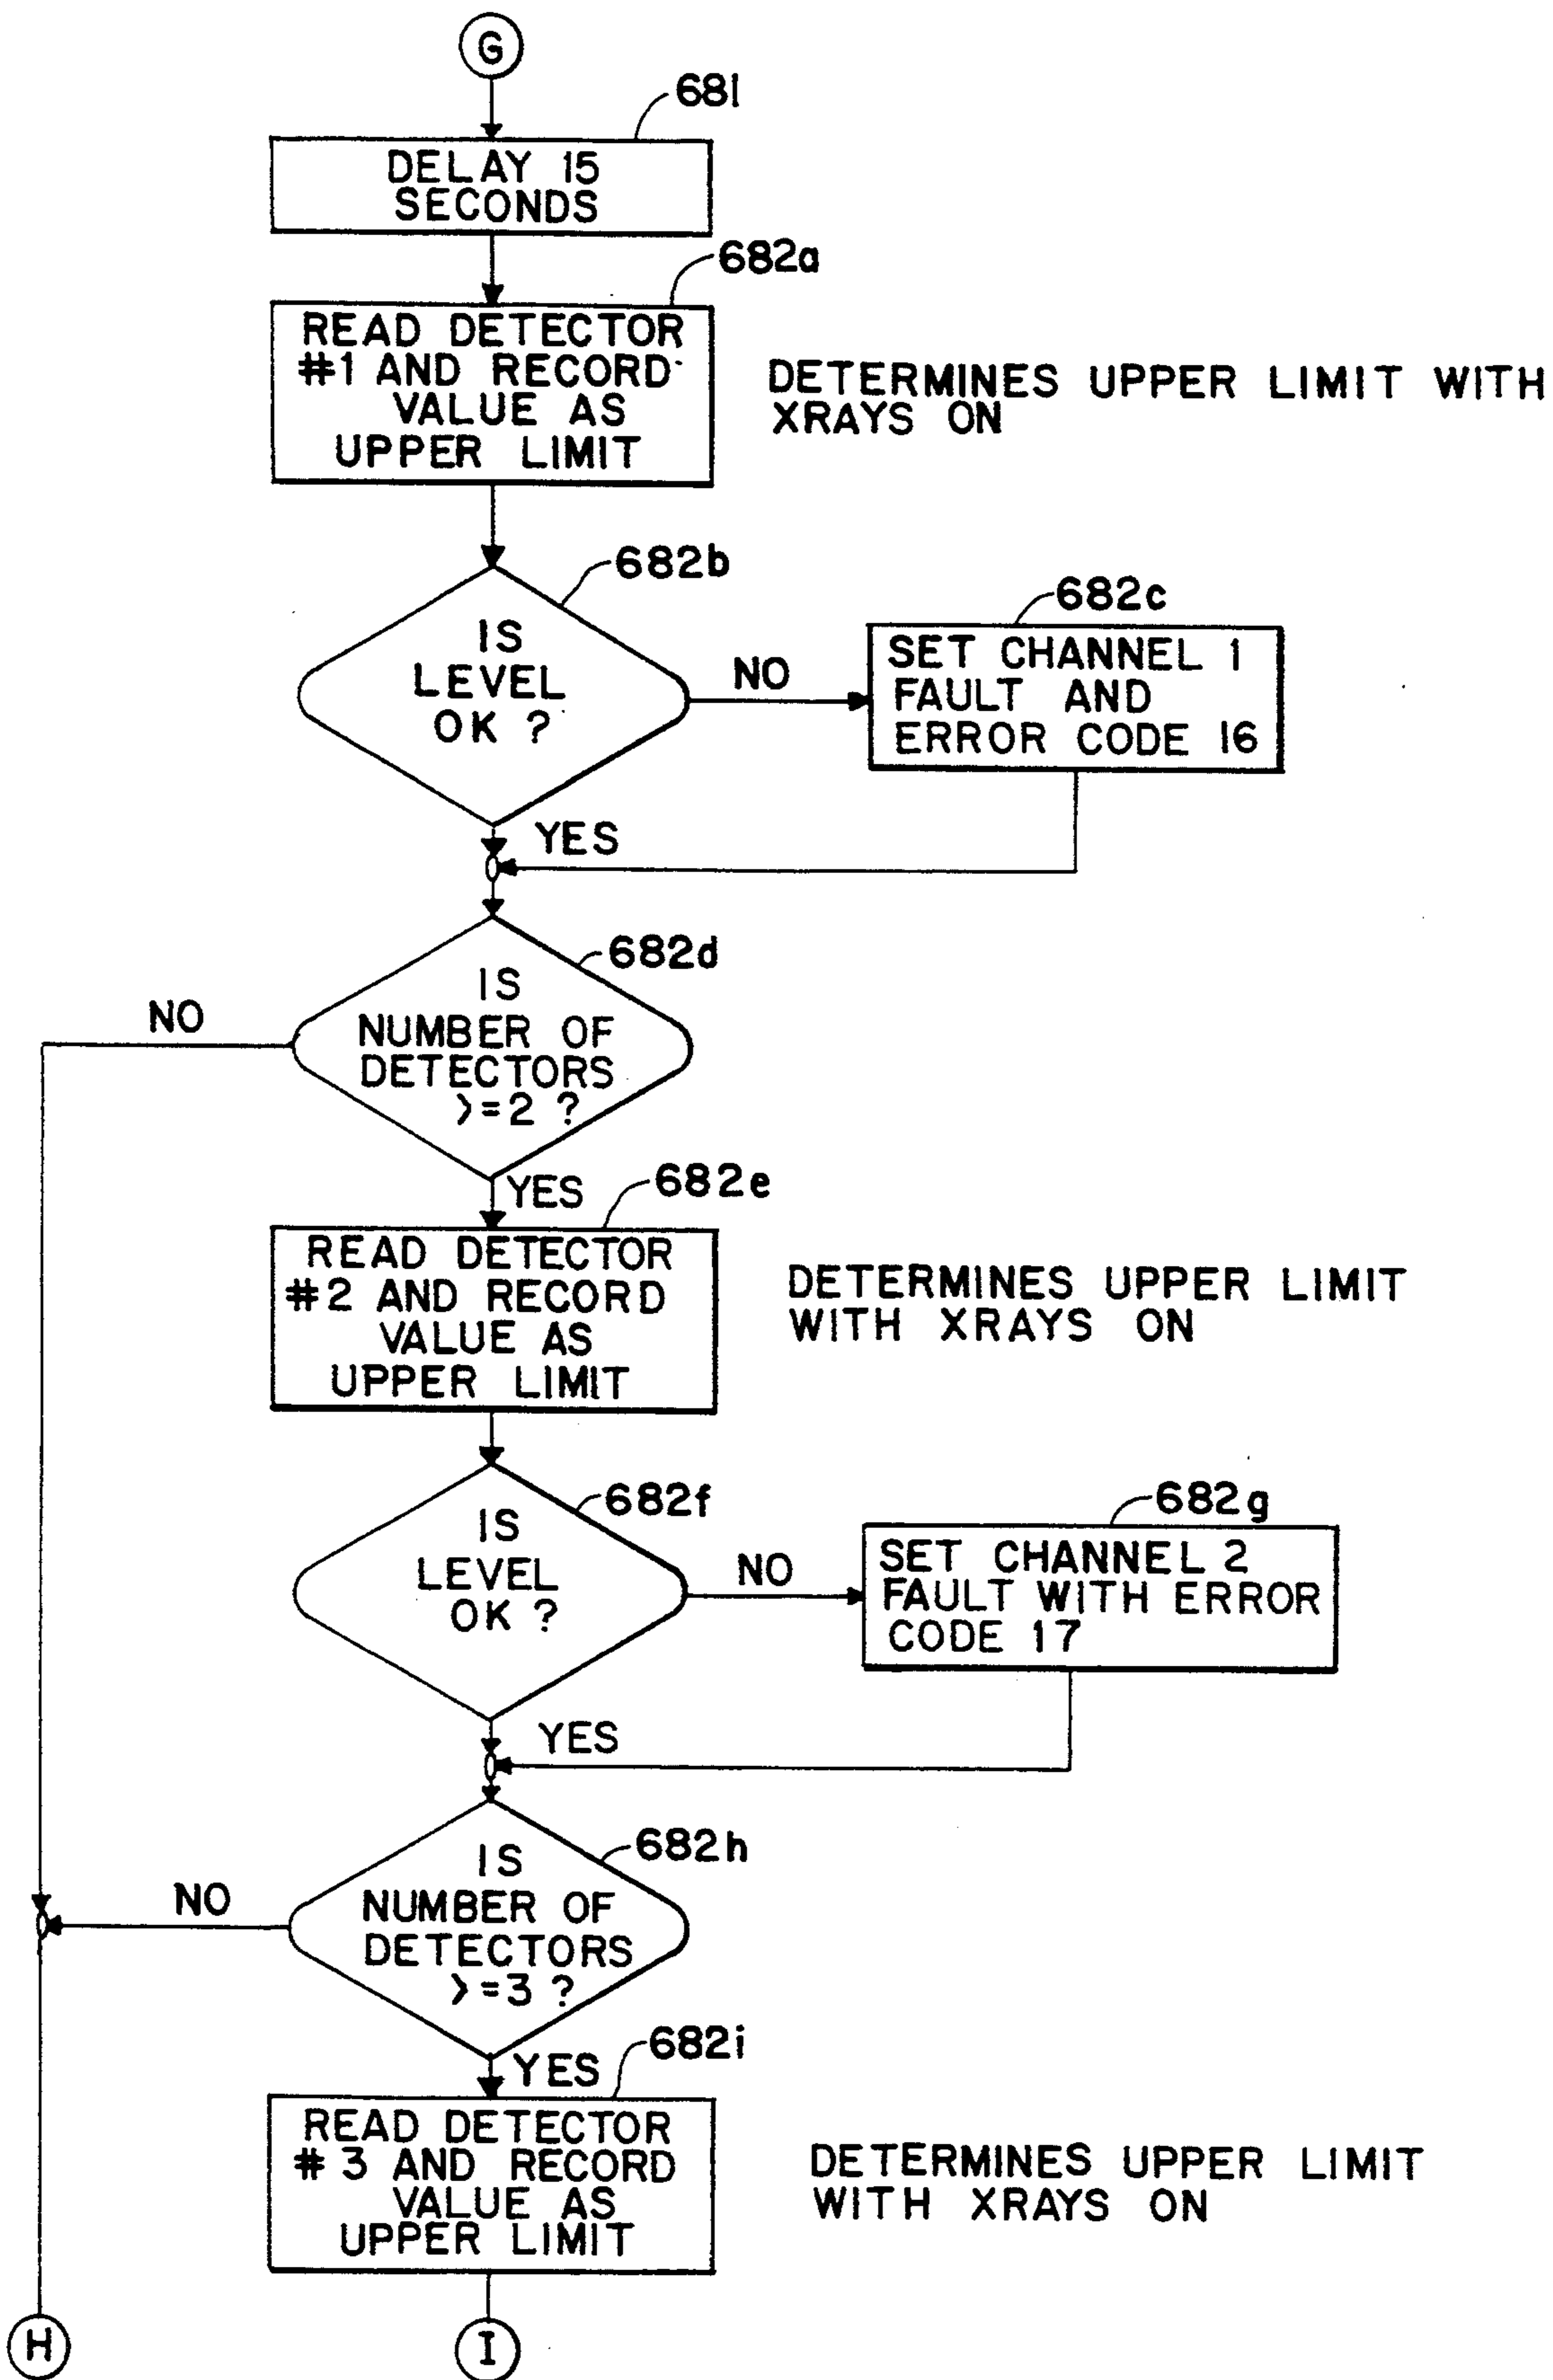 G
681
DELAY 15
SECONDS
682a
READ DETECTOR
#1 AND RECORD
VALUE AS
UPPER LIMIT
DETERMINES UPPER LIMIT WITH
XRAYS ON
682b
IS
LEVEL
OK ?
NO
682c
SET CHANNEL 1
FAULT AND
ERROR CODE 16
YES
682d
IS
NUMBER OF
DETECTORS
>=2 ?
NO
YES
682e
READ DETECTOR
#2 AND RECORD
VALUE AS
UPPER LIMIT
DETERMINES UPPER LIMIT
WITH XRAYS ON
682f
IS
LEVEL
OK ?
NO
682g
SET CHANNEL 2
FAULT WITH ERROR
CODE 17
YES
682h
IS
NUMBER OF
DETECTORS
>=3 ?
NO
YES
682i
READ DETECTOR
# 3 AND RECORD
VALUE AS
UPPER LIMIT
DETERMINES UPPER LIMIT
WITH XRAYS ON
H
I